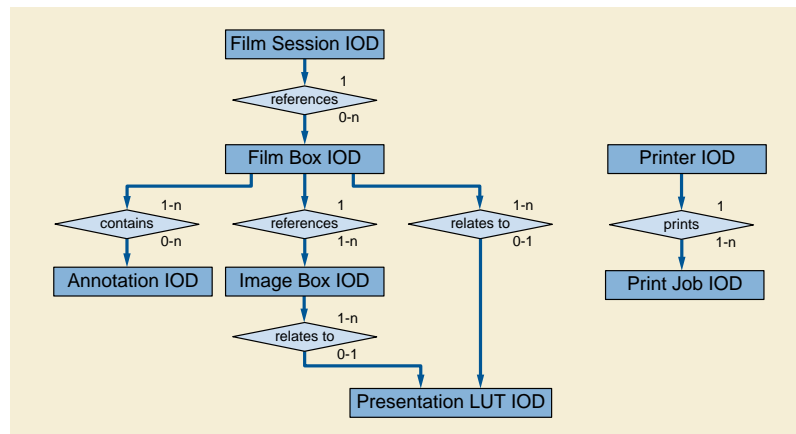 Film Session IOD
1
references
0-n
Film Box IOD
Printer IOD
1-n
contains
0-n
1
references
1-n
1-n
relates to
0-1
1
prints
1-n
Annotation IOD
Image Box IOD
Print Job IOD
1-n
relates to
0-1
Presentation LUT IOD